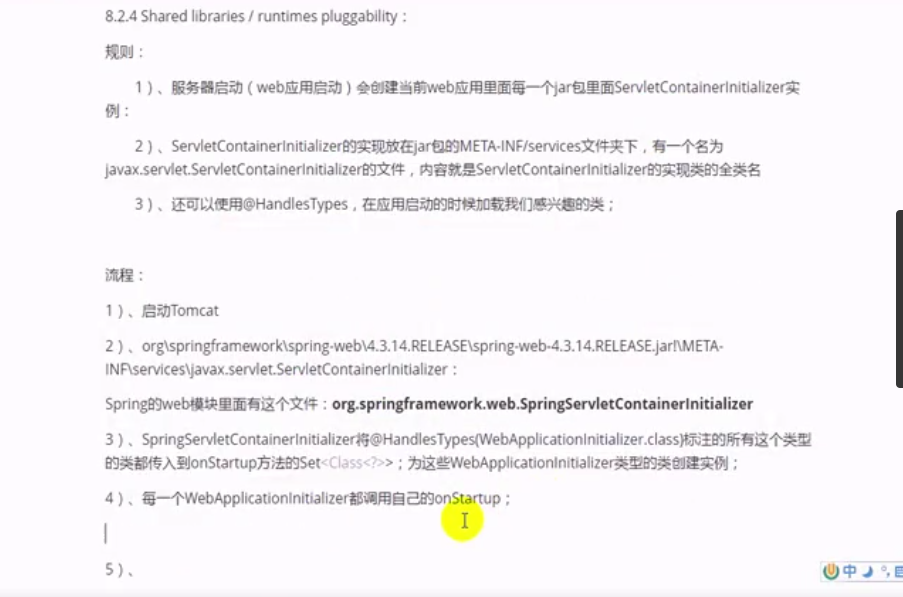 8.2.4 Shared libraries / runtimes pluggability：
规则：
1）、服务器启动（web应用启动）会创建当前web应用里面每一个jar包里面ServletContainerInitializer实
例：
2）、ServletContainerInitializer的实现放在jar包的META-INF/services文件夹下，有一个名为
javax.servlet.ServletContainerInitializer的文件，内容就是ServletContainerInitializer的实现类的全类名
3）、还可以使用@HandlesTypes，在应用启动的时候加载我们感兴趣的类；
流程：
1）、启动Tomcat
2）、org\springframework\spring-web\4.3.14.RELEASE\spring-web-4.3.14.RELEASE.jar!\META-
INF\services\javax.servlet.ServletContainerInitializer：
Spring的web模块里面有这个文件：org.springframework.web.SpringServletContainerInitializer
3）、SpringServletContainerInitializer将@HandlesTypes(WebApplicationInitializer.class)标注的所有这个类型
的类都传入到onStartup方法的Set<Class<?>>；为这些WebApplicationInitializer类型的类创建实例；
4）、每一个WebApplicationInitializer都调用自己的onStartup；
5）、
中